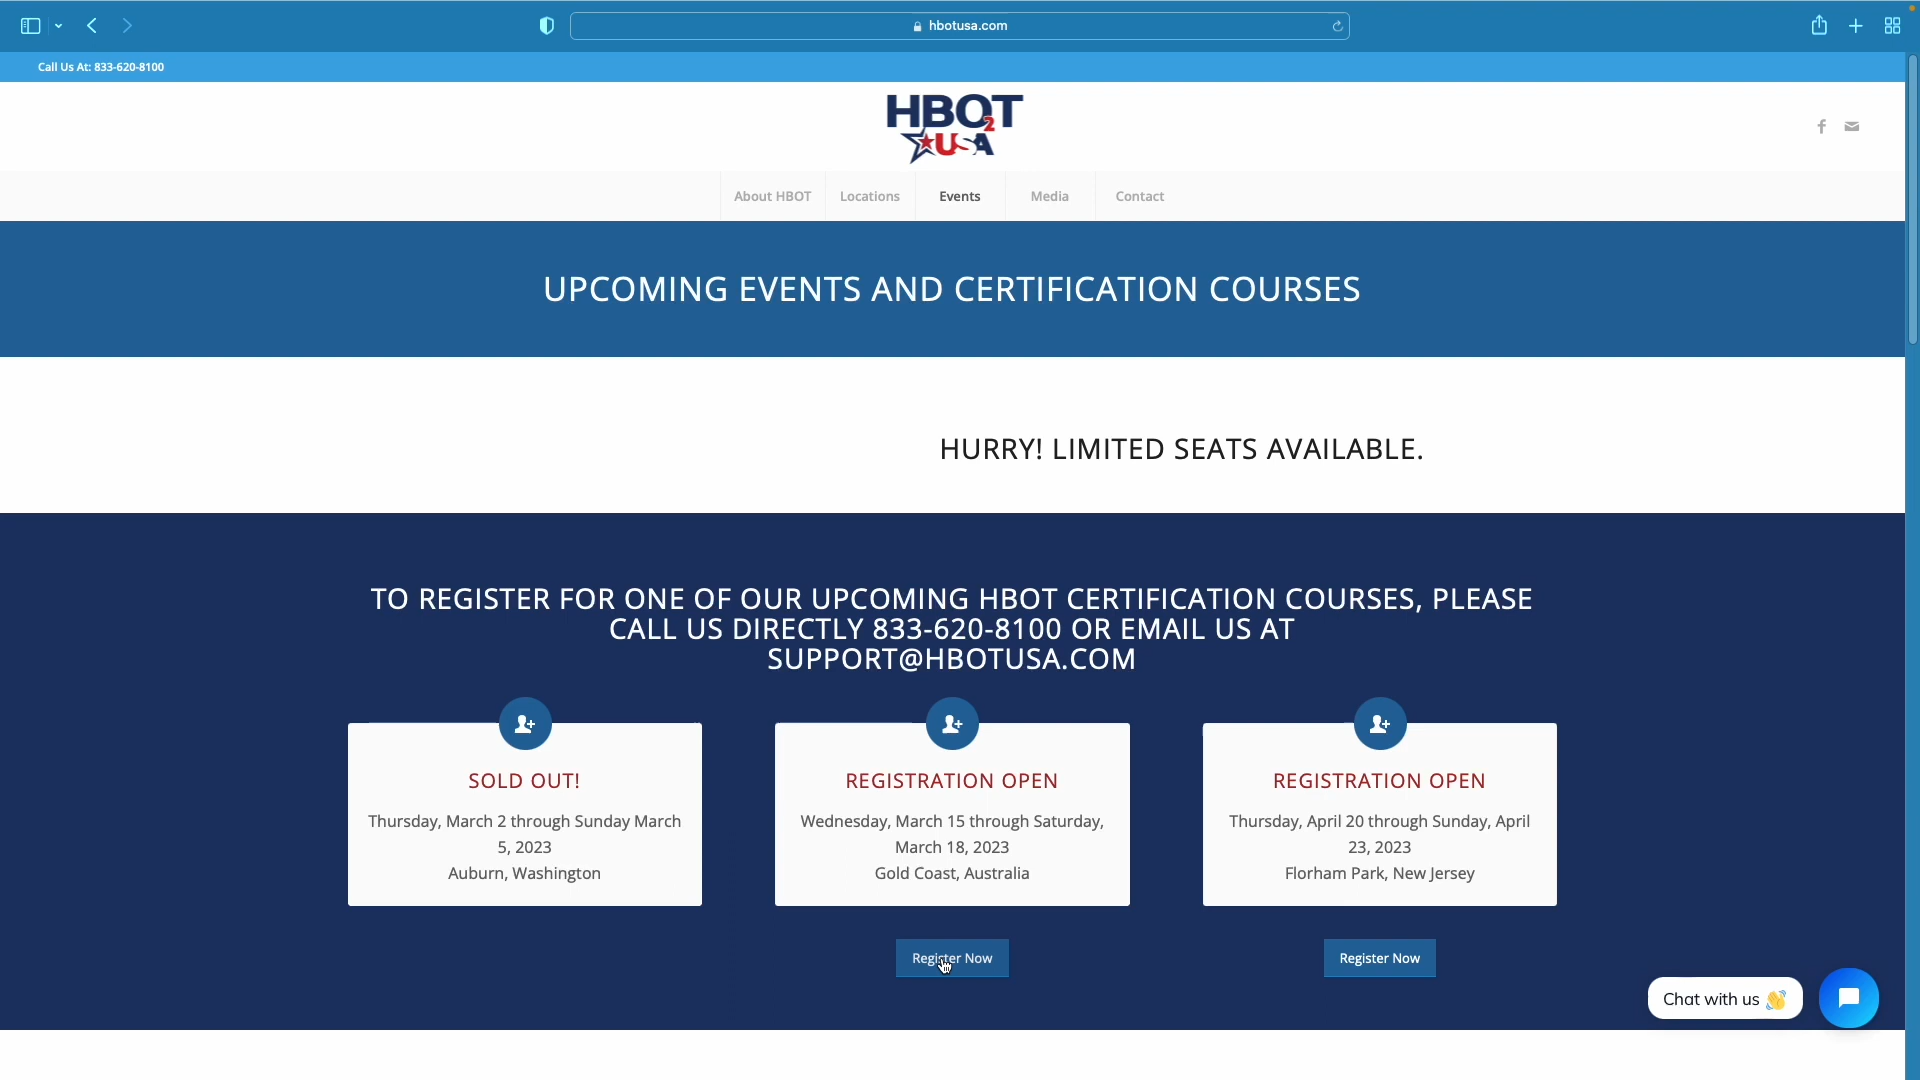 hbotusa.com
Call Us At: 833-620-8100
HBO2T
USA
About HBOT
Locations
Events
Media
Contact
UPCOMING EVENTS AND CERTIFICATION COURSES
HURRY! LIMITED SEATS AVAILABLE.
TO REGISTER FOR ONE OF OUR UPCOMING HBOT CERTIFICATION COURSES, PLEASE
CALL US DIRECTLY 833-620-8100 OR EMAIL US AT
SUPPORT@HBOTUSA.COM
SOLD OUT!
Thursday, March 2 through Sunday March
5, 2023
Auburn, Washington
REGISTRATION OPEN
Wednesday, March 15 through Saturday,
March 18, 2023
Gold Coast, Australia
Register Now
REGISTRATION OPEN
Thursday, April 20 through Sunday, April
23, 2023
Florham Park, New Jersey
Register Now
Chat with us 👋